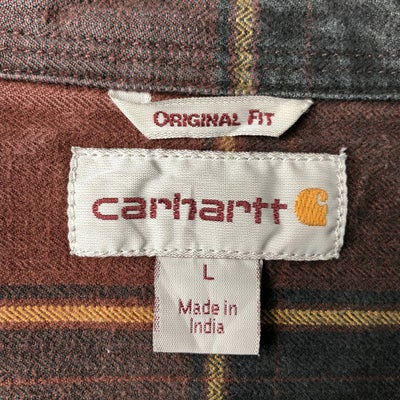 ORIGINAL FIT
carhartt
L
Made in
India